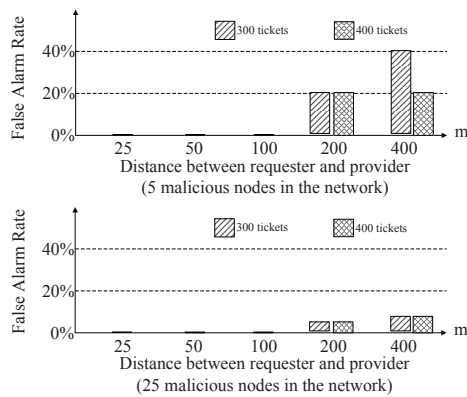 False Alarm Rate
300 tickets 400 tickets
40%
20%
0%
25 50 100 200 400 m
Distance between requester and provider
(5 malicious nodes in the network)
False Alarm Rate
300 tickets 400 tickets
40%
20%
0%
25 50 100 200 400 m
Distance between requester and provider
(25 malicious nodes in the network)